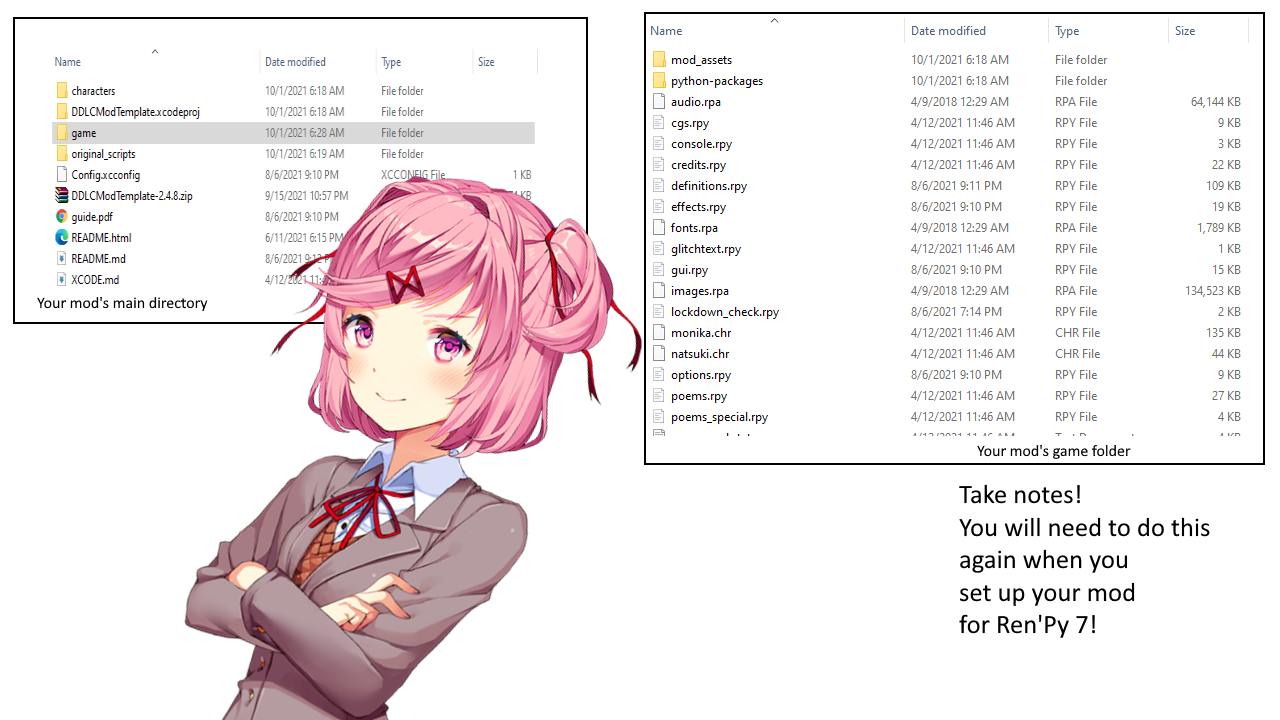 Name Date modified Type Size
characters 10/1/2021 6:18 AM File folder
DDLCModTemplate.xcodeproj 10/1/2021 6:18 AM File folder
game 10/1/2021 6:28 AM File folder
original_scripts 10/1/2021 6:19 AM File folder
Config.xcconfig 8/6/2021 9:10 PM XCCONFIG File 1 KB
DDLCModTemplate-2.4.8.zip 9/15/2021 10:57 PM KB
guide.pdf 8/6/2021 9:10 PM
README.html 6/11/2021 6:15 PM
README.md 8/6/2021
XCODE.md 4/12/2021
Your mod's main directory
Name Date modified Type Size
mod_assets 10/1/2021 6:18 AM File folder
python-packages 10/1/2021 6:18 AM File folder
audio.rpa 4/9/2018 12:29 AM RPA File 64,144 KB
cgs.rpy 4/12/2021 11:46 AM RPY File 9 KB
console.rpy 4/12/2021 11:46 AM RPY File 3 KB
credits.rpy 4/12/2021 11:46 AM RPY File 22 KB
definitions.rpy 8/6/2021 9:11 PM RPY File 109 KB
effects.rpy 8/6/2021 9:10 PM RPY File 19 KB
fonts.rpa 4/9/2018 12:29 AM RPA File 1,789 KB
glitchtext.rpy 4/12/2021 11:46 AM RPY File 1 KB
gui.rpy 8/6/2021 9:10 PM RPY File 15 KB
images.rpa 4/9/2018 12:29 AM RPA File 134,523 KB
lockdown_check.rpy 8/6/2021 7:14 PM RPY File 2 KB
monika.chr 4/12/2021 11:46 AM CHR File 135 KB
natsuki.chr 4/12/2021 11:46 AM CHR File 44 KB
options.rpy 8/6/2021 9:10 PM RPY File 9 KB
poems.rpy 4/12/2021 11:46 AM RPY File 27 KB
poems_special.rpy 4/12/2021 11:46 AM RPY File 4 KB
Your mod's game folder
Take notes!
You will need to do this
again when you
set up your mod
for Ren'Py 7!